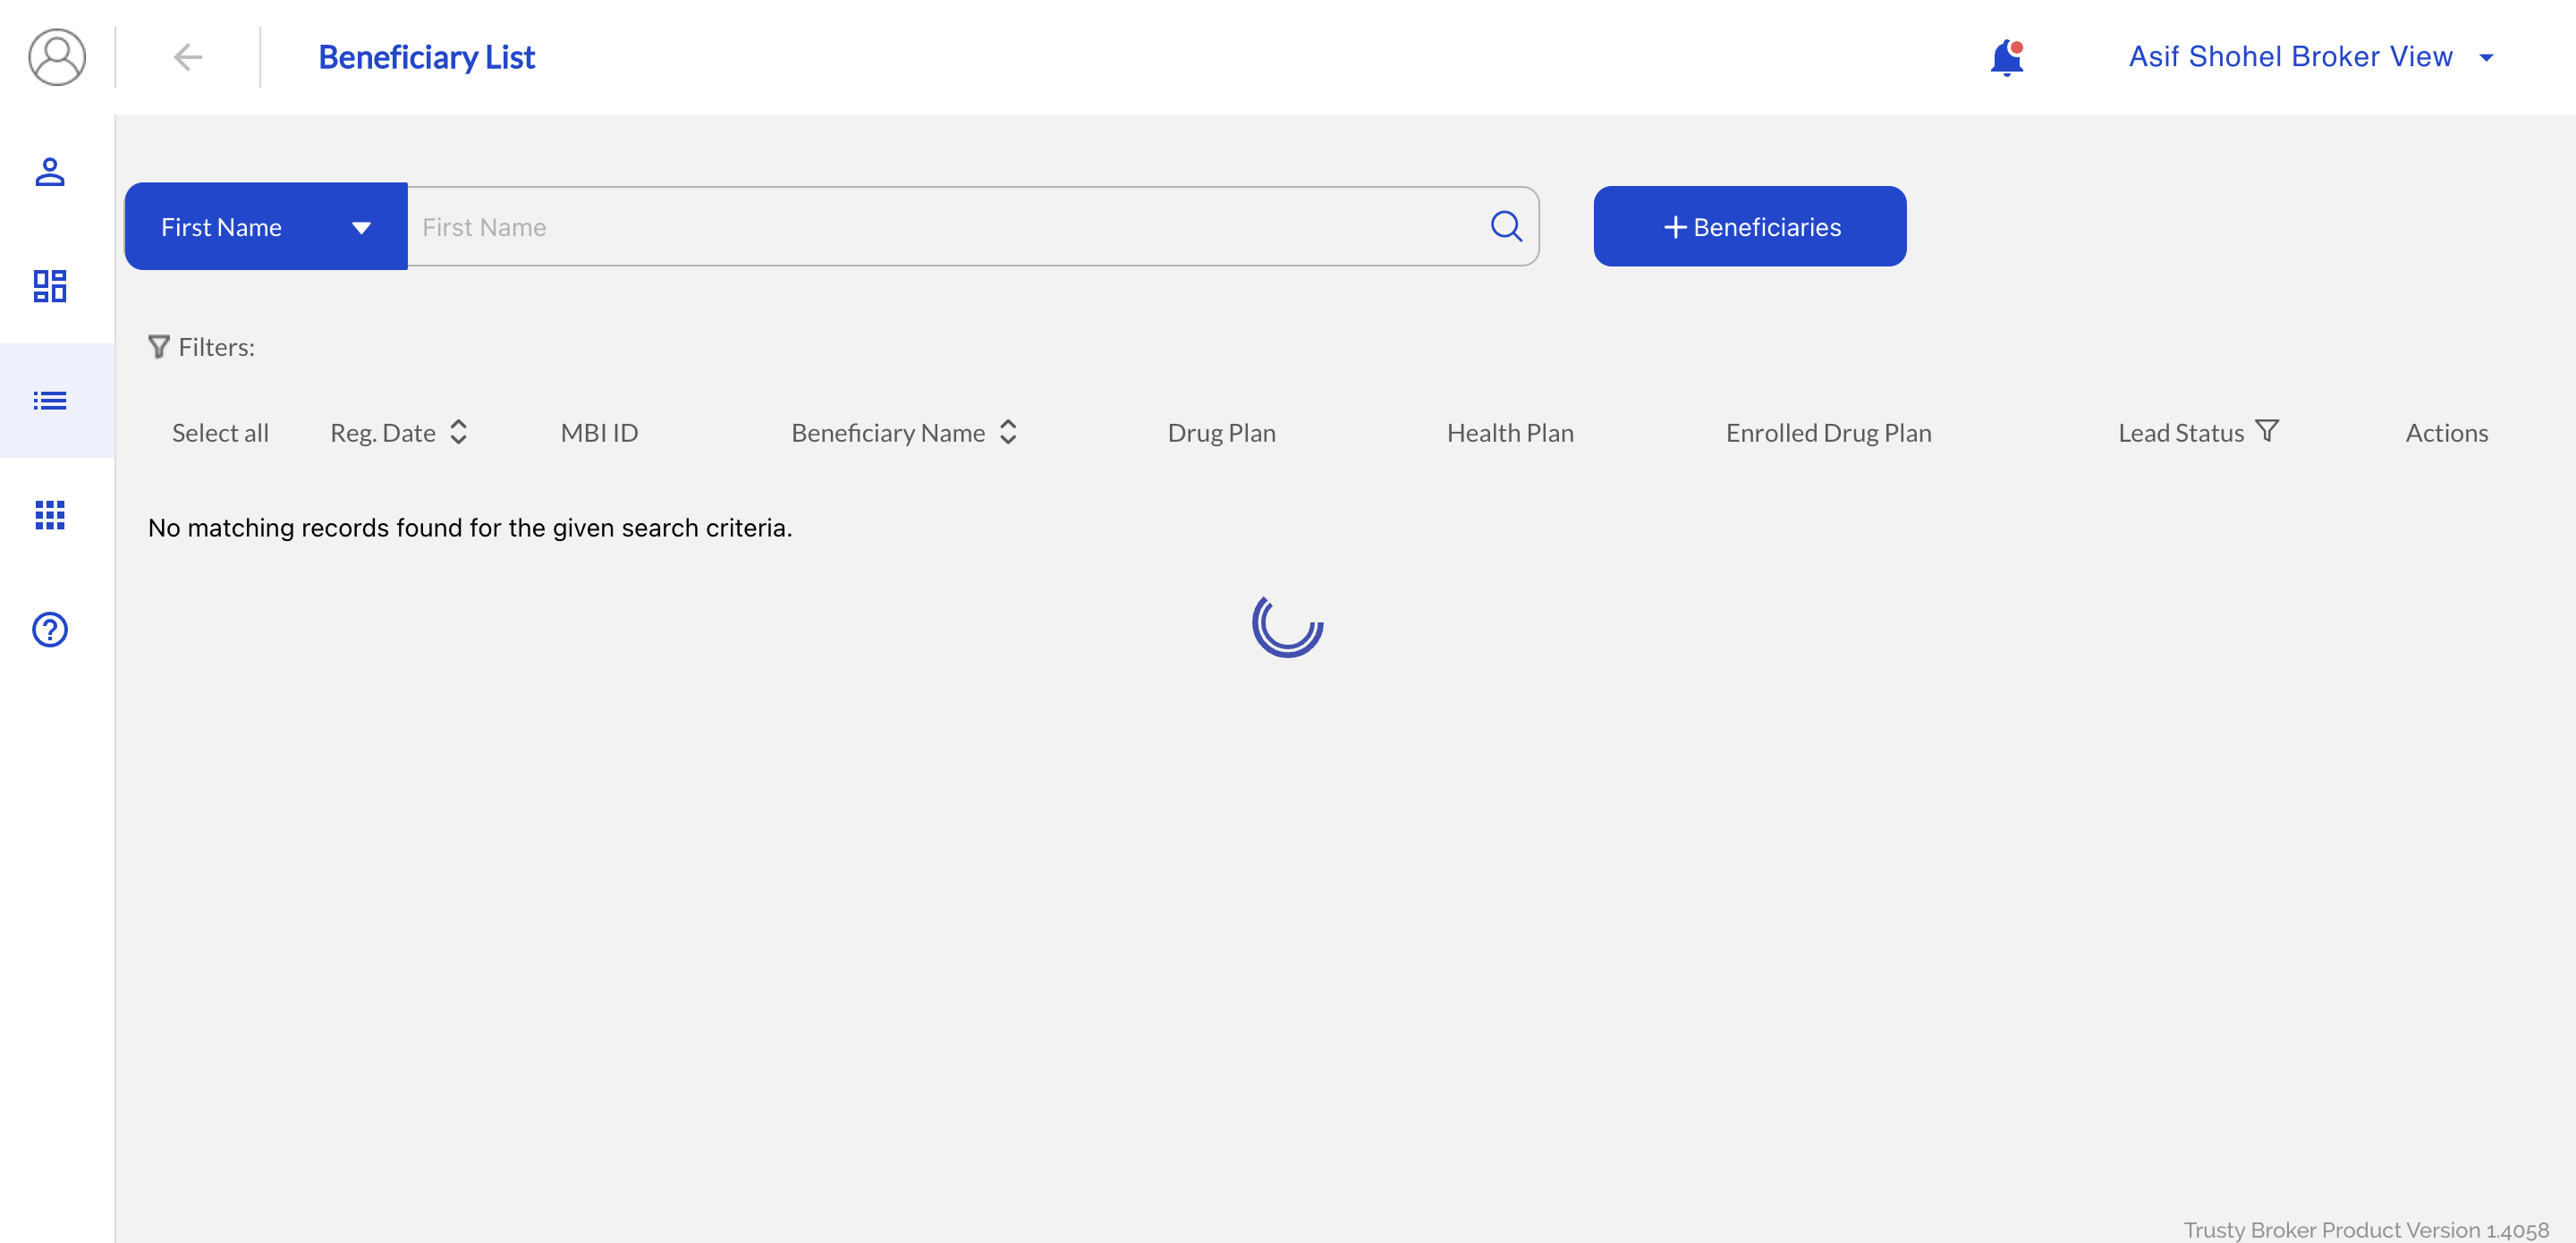 Beneficiary List
Asif Shohel Broker View
First Name
First Name
+ Beneficiaries
Filters:
Select all Reg. Date MBI ID Beneficiary Name Drug Plan Health Plan Enrolled Drug Plan Lead Status Actions
No matching records found for the given search criteria.
Trusty Broker Product Version 1.4058